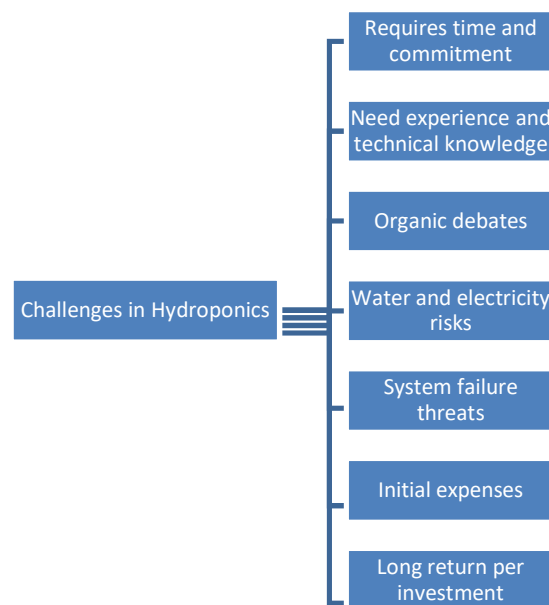 Requires time and
commitment
Need experience and
technical knowledge
Organic debates
Challenges in Hydroponics
Water and electricity
risks
System failure
threats
Initial expenses
Long return per
investment